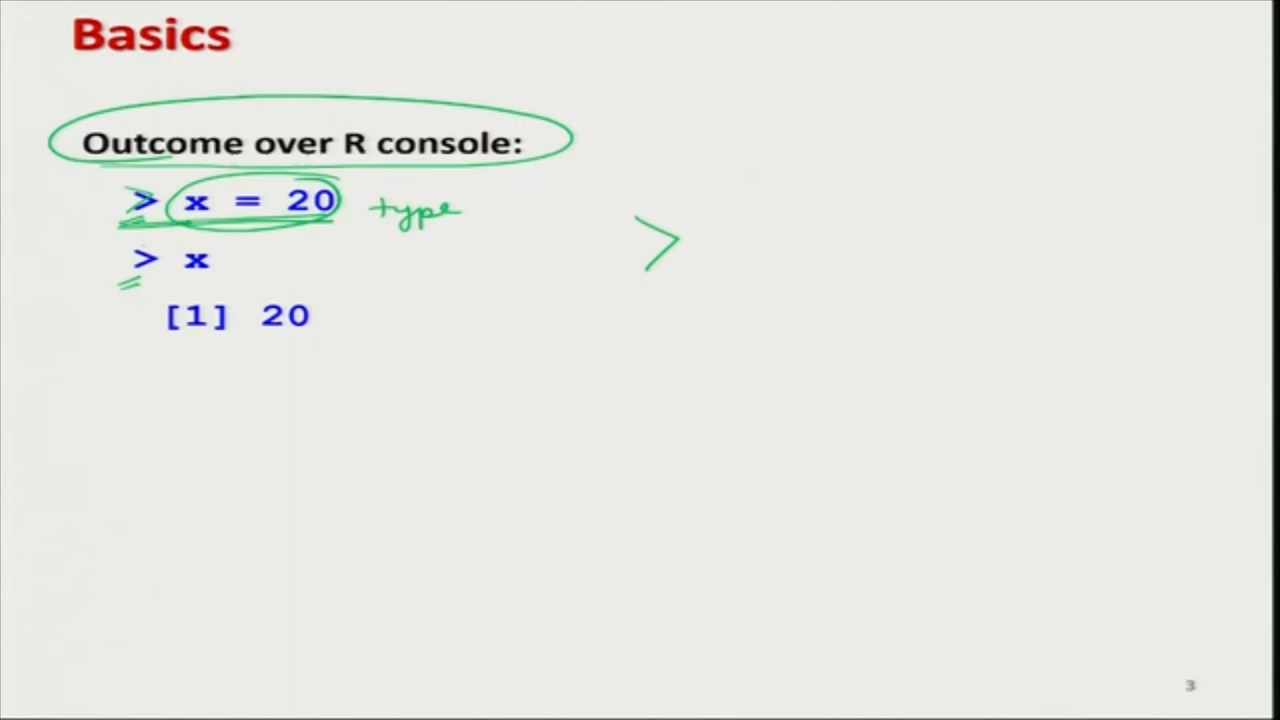 Basics
Outcome over R console:
> x = 20 type
>
> x
[1] 20
3